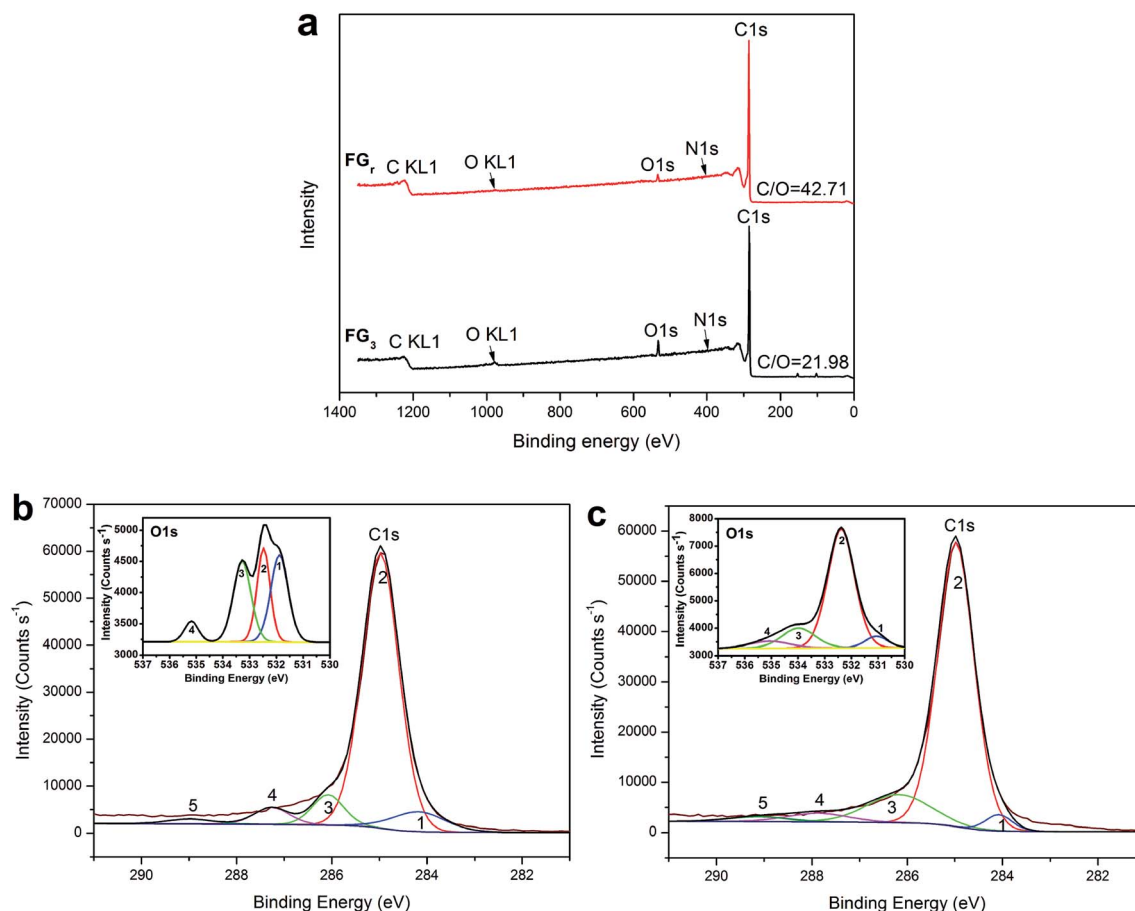 a
C1s
FGr C KL1 O KL1 O1s N1s
C/O=42.71
C1s
FG3 C KL1 O KL1 O1s N1s
C/O=21.98
Intensity
1400 1200 1000 800 600 400 200 0
Binding energy (eV)
b
70000
60000
50000
40000
30000
20000
10000
0
Intensity (Counts s-1)
C1s
2
5 4 3 1
290 288 286 284 282
Binding Energy (eV)
O1s
5000
4500
4000
3500
3000
Intensity (Counts s-1)
4 3 2 1
537 536 535 534 533 532 531 530
Binding Energy (eV)
c
60000
50000
40000
30000
20000
10000
0
Intensity (Counts s-1)
C1s
2
5 4 3 1
290 288 286 284 282
Binding Energy (eV)
O1s
8000
7000
6000
5000
4000
3000
Intensity (Counts s-1)
4 3 2 1
537 536 535 534 533 532 531 530
Binding Energy (eV)